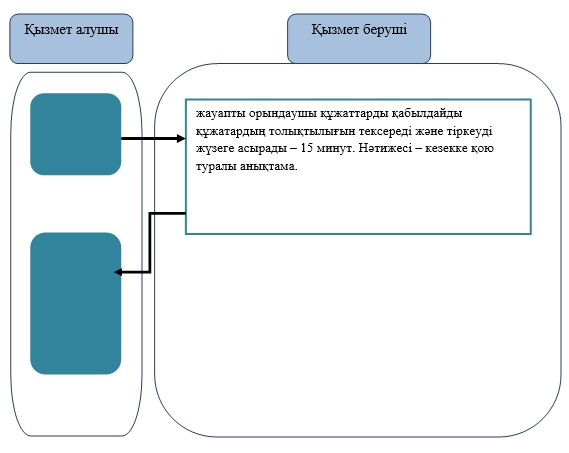 Қызмет алушы
Қызмет беруші
жауапты орындаушы құжаттарды қабылдайды
құжатардың толықтылығын тексереді және тіркеуді
жүзеге асырады – 15 минут. Нәтижесі – кезекке қою
туралы анықтама.